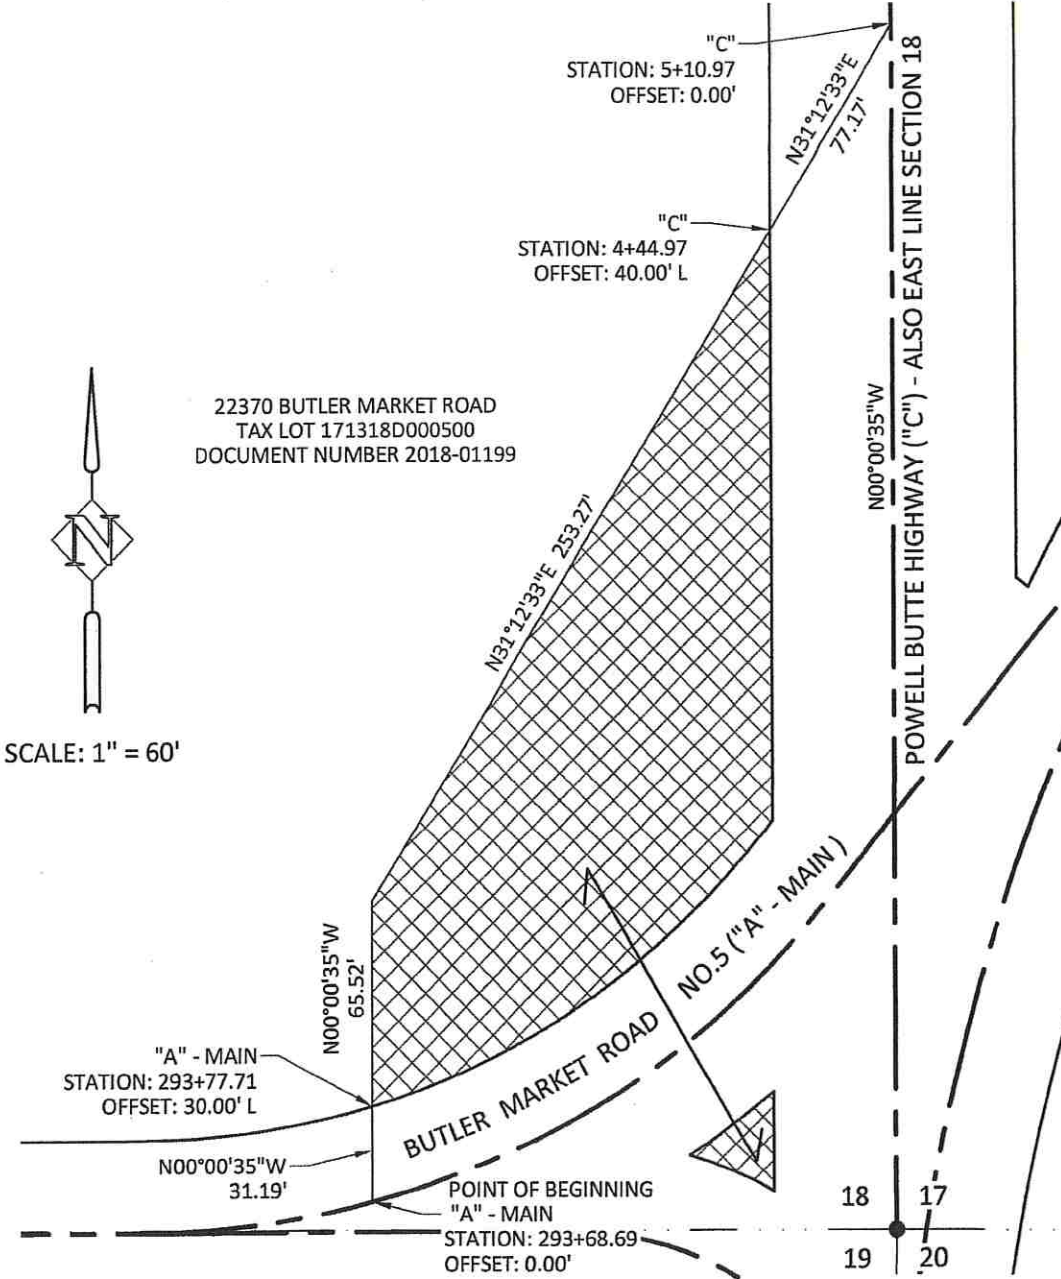 "C"
STATION: 5+10.97
OFFSET: 0.00'
N31°12'33"E
77.17'
"C"
STATION: 4+44.97
OFFSET: 40.00' L
22370 BUTLER MARKET ROAD
TAX LOT 171318D000500
DOCUMENT NUMBER 2018-01199
N
SCALE: 1" = 60'
N31°12'33"E 253.27'
N00°00'35"W
POWELL BUTTE HIGHWAY ("C") - ALSO EAST LINE SECTION 18
N00°00'35"W
65.52'
"A" - MAIN
STATION: 293+77.71
OFFSET: 30.00' L
BUTLER MARKET ROAD NO.5 ("A" - MAIN )
N00°00'35"W
31.19'
POINT OF BEGINNING
"A" - MAIN
STATION: 293+68.69
OFFSET: 0.00'
18 17
19 20